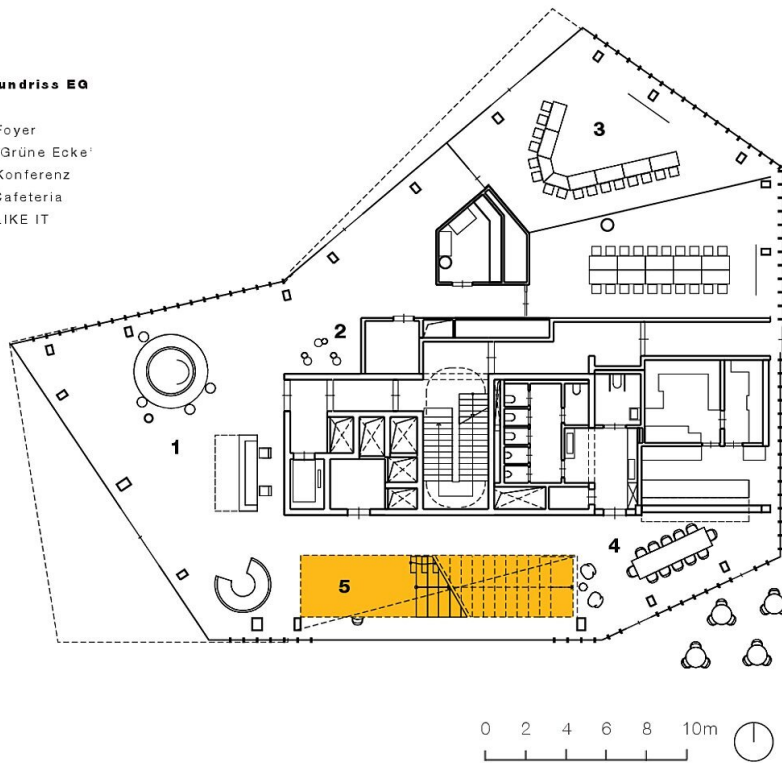 undriss EG
Foyer
Grüne Ecke'
Konferenz
Cafeteria
LIKE IT
3
2
1
4
5
0 2 4 6 8 10m